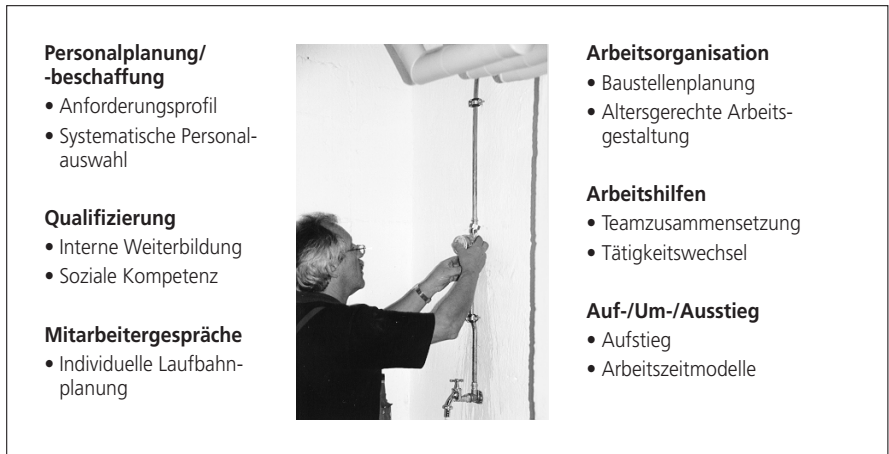 Personalplanung/
-beschaffung
• Anforderungsprofil
• Systematische Personal-
auswahl
Qualifizierung
• Interne Weiterbildung
• Soziale Kompetenz
Mitarbeitergespräche
• Individuelle Laufbahn-
planung
Arbeitsorganisation
• Baustellenplanung
• Altersgerechte Arbeits-
gestaltung
Arbeitshilfen
• Teamzusammensetzung
• Tätigkeitswechsel
Auf-/Um-/Ausstieg
• Aufstieg
• Arbeitszeitmodelle